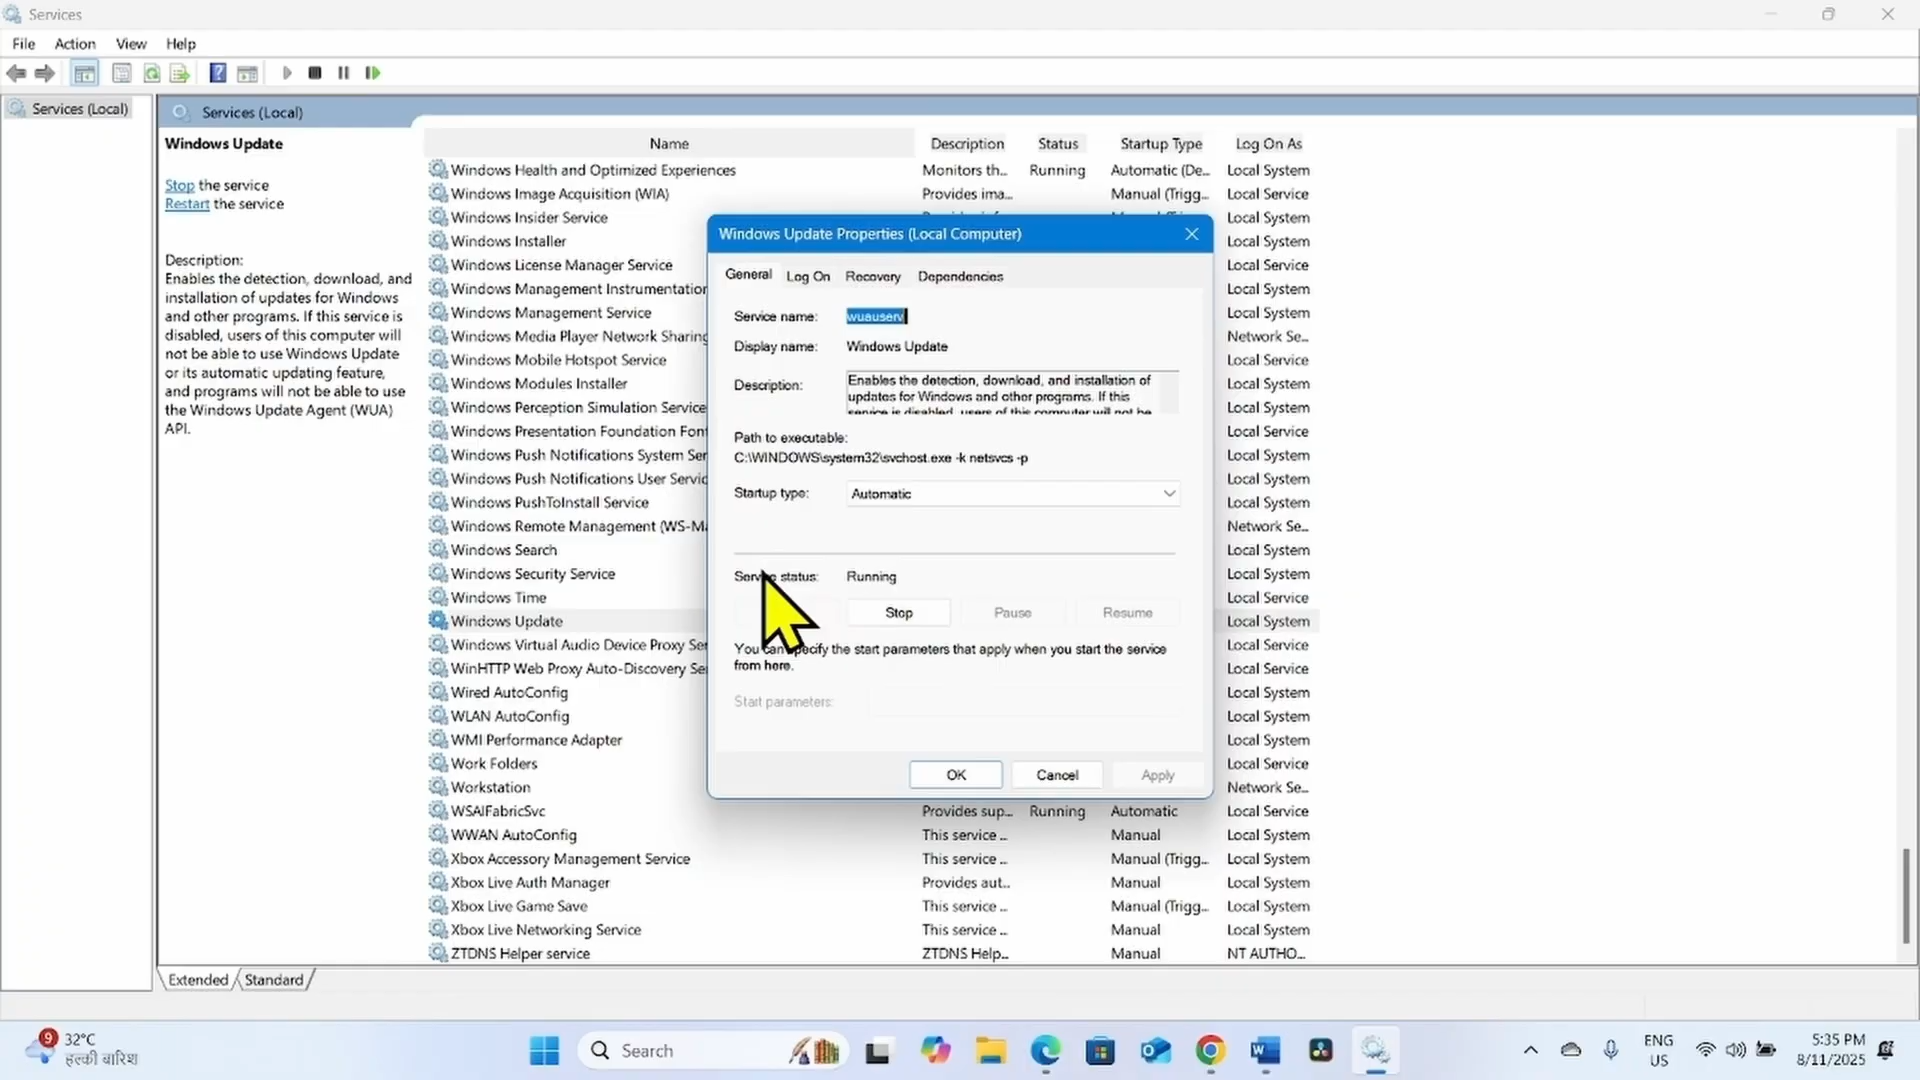 Services
File Action View Help
Services (Local)
Services (Local)
Windows Update
Stop the service
Restart the service
Description:
Enables the detection, download, and
installation of updates for Windows
and other programs. If this service is
disabled, users of this computer will
not be able to use Windows Update
or its automatic updating feature,
and programs will not be able to use
the Windows Update Agent (WUA)
API.
Name Description Status Startup Type Log On As
Windows Health and Optimized Experiences Monitors th... Running Automatic (De... Local System
Windows Image Acquisition (WIA) Provides ima... Manual (Trigg... Local Service
Windows Insider Service Local System
Windows Installer Local System
Windows License Manager Service Local Service
Windows Management Instrumentation Local System
Windows Management Service Local System
Windows Media Player Network Sharing Network Se...
Windows Mobile Hotspot Service Local Service
Windows Modules Installer Local System
Windows Perception Simulation Service Local System
Windows Presentation Foundation Fon Local Service
Windows Push Notifications System Ser Local System
Windows Push Notifications User Servic Local System
Windows PushToInstall Service Local System
Windows Remote Management (WS-Ma Network Se...
Windows Search Local System
Windows Security Service Local System
Windows Time Local Service
Windows Update Local System
Windows Virtual Audio Device Proxy Ser Local Service
WinHTTP Web Proxy Auto-Discovery Se Local Service
Wired AutoConfig Local System
WLAN AutoConfig Local System
WMI Performance Adapter Local System
Work Folders Local Service
Workstation Network Se...
WSAIFabricSvc Provides sup... Running Automatic Local Service
WWAN AutoConfig This service ... Manual Local System
Xbox Accessory Management Service This service ... Manual (Trigg... Local System
Xbox Live Auth Manager Provides aut... Manual Local System
Xbox Live Game Save This service ... Manual (Trigg... Local System
Xbox Live Networking Service This service ... Manual Local System
ZTDNS Helper service ZTDNS Help... Manual NT AUTHO...
Windows Update Properties (Local Computer)
General Log On Recovery Dependencies
Service name: wuauserv
Display name: Windows Update
Description: Enables the detection, download, and installation of
updates for Windows and other programs. If this
service is disabled, users of this computer will not be
Path to executable:
C:\WINDOWS\system32\svchost.exe -k netsvcs -p
Startup type: Automatic
Service status: Running
Stop Pause Resume
You can specify the start parameters that apply when you start the service
from here.
Start parameters:
OK Cancel Apply
Extended Standard
9
32°C
हल्की बारिश
Search
ENG
US
5:35 PM
8/11/2025